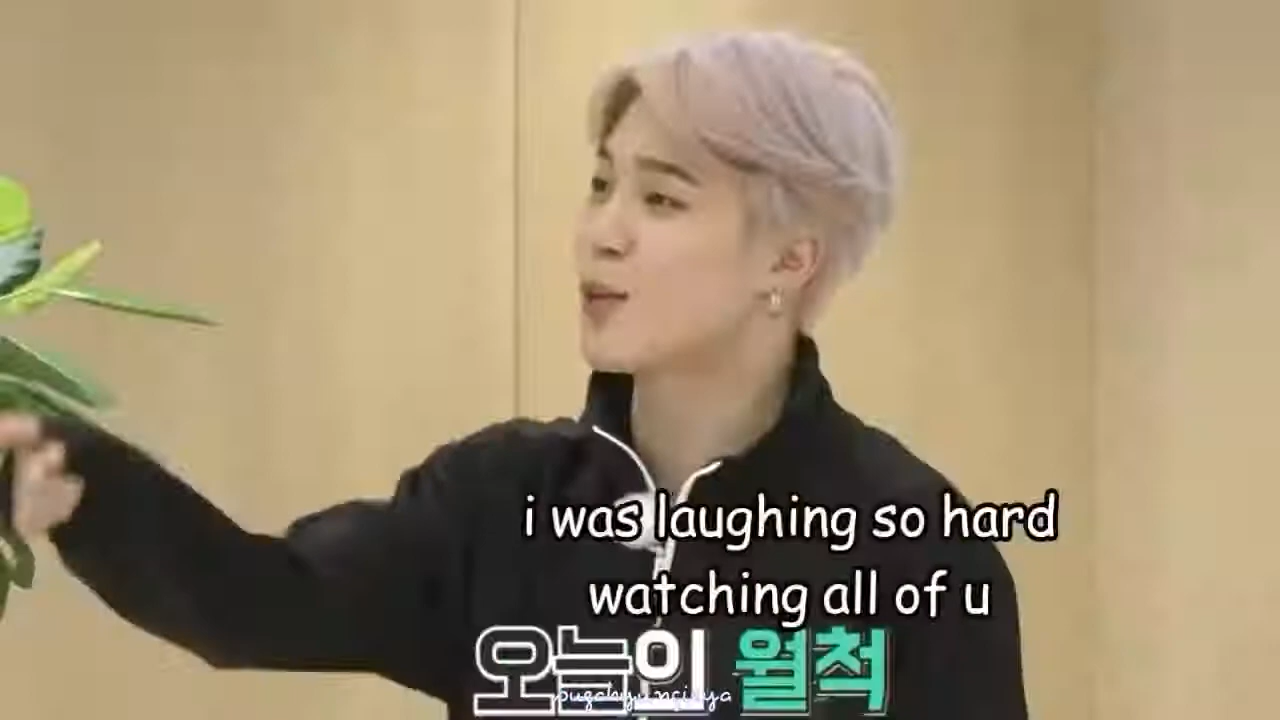 i was laughing so hard
watching all of u
오늘의 월척